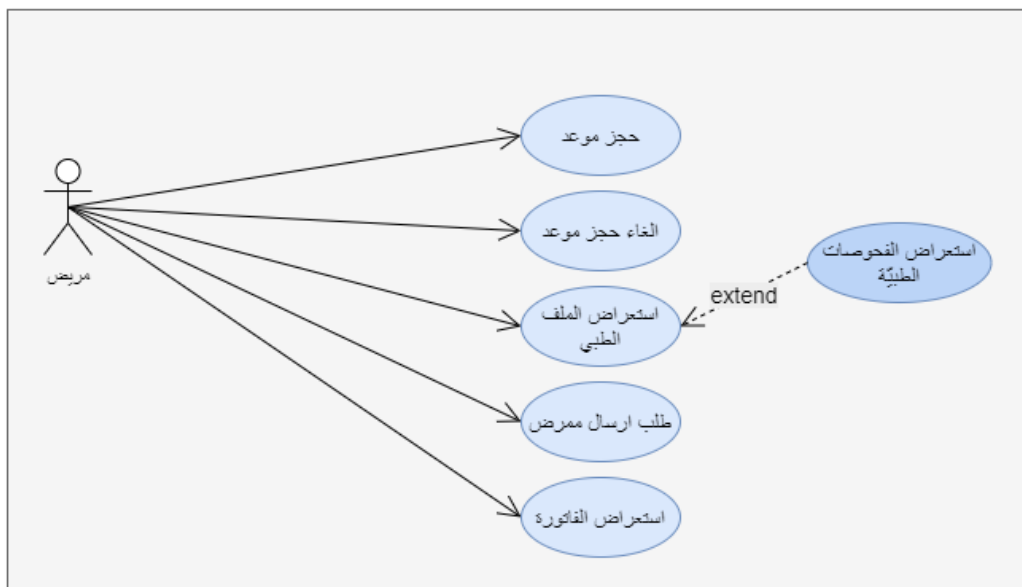 حجز موعد
مريض
الغاء حجز موعد
استعراض الفحوصات
الطبيّة
extend
استعراض الملف
الطبي
طلب ارسال ممرض
استعراض الفاتورة